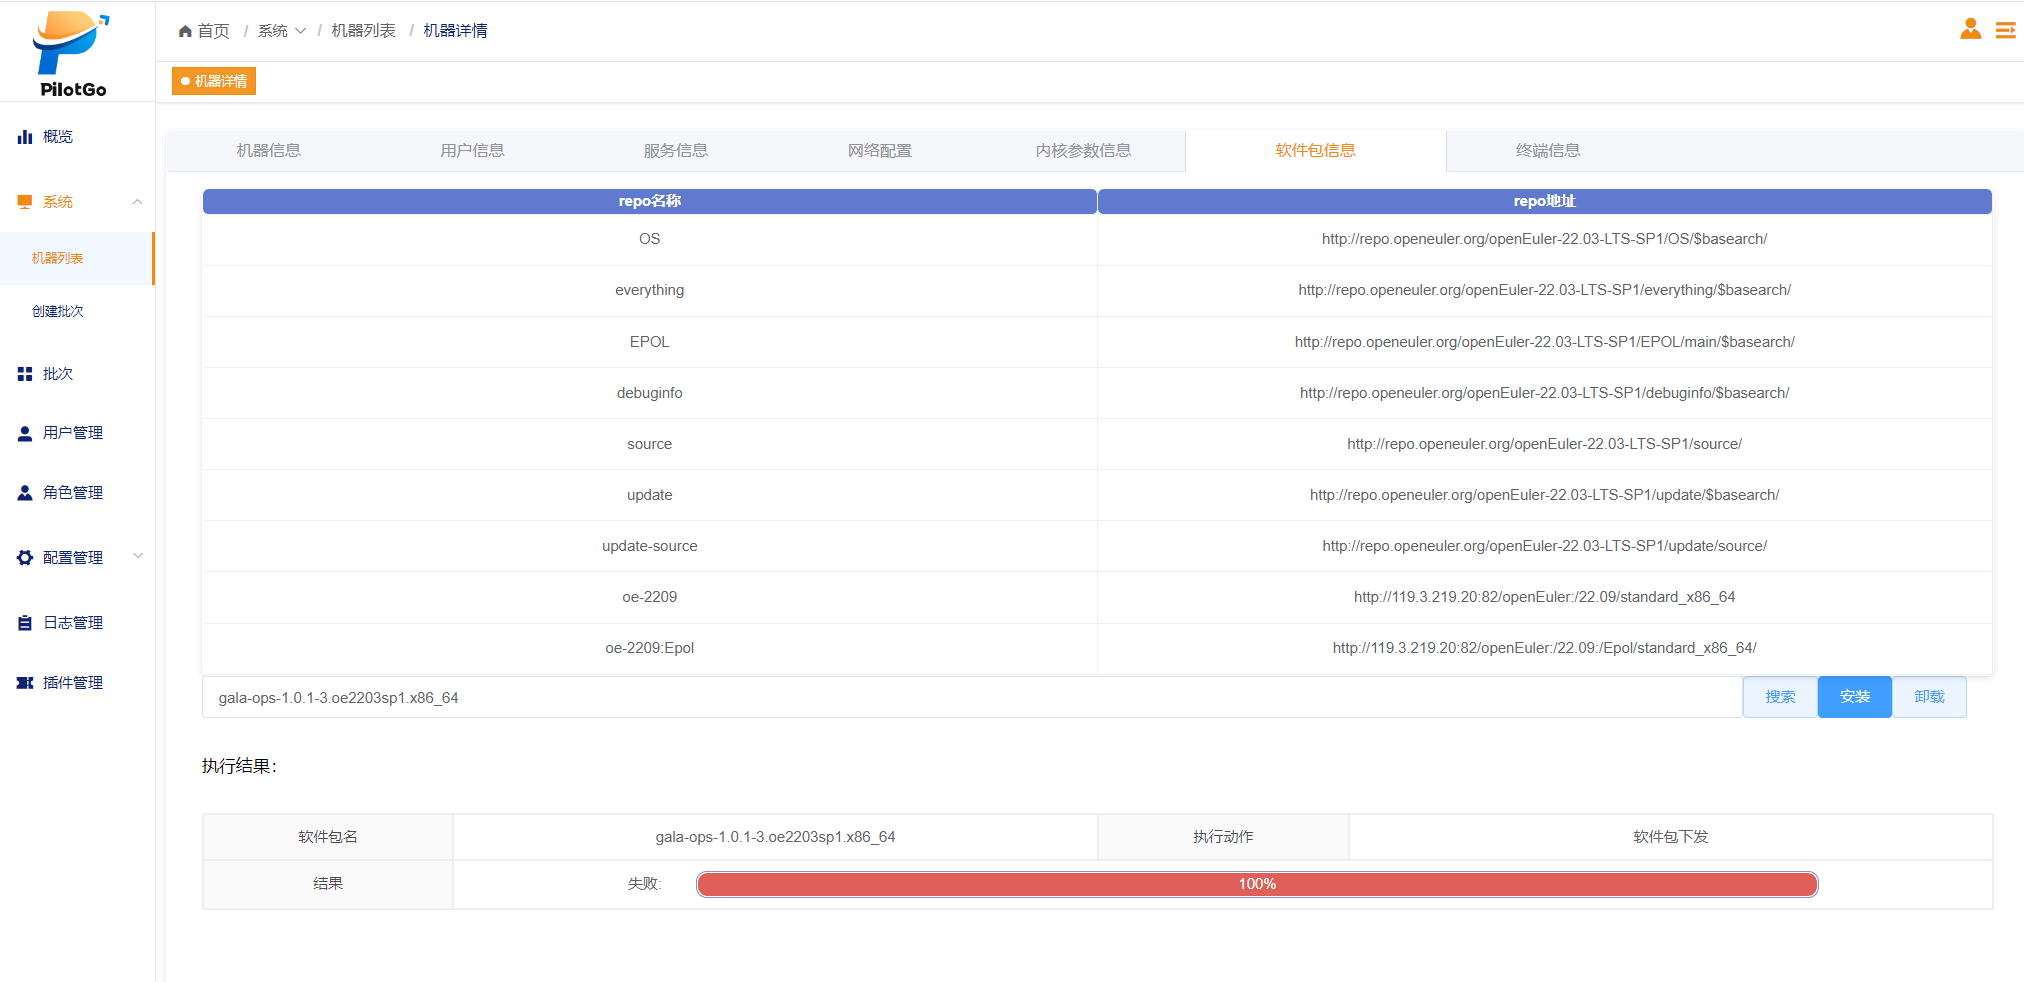 PilotGo
首页 / 系统 / 机器列表 / 机器详情
机器详情
概览
系统
机器列表
创建批次
批次
用户管理
角色管理
配置管理
日志管理
插件管理
机器信息 用户信息 服务信息 网络配置 内核参数信息 软件包信息 终端信息
repo名称 repo地址
OS http://repo.openeuler.org/openEuler-22.03-LTS-SP1/OS/$basearch/
everything http://repo.openeuler.org/openEuler-22.03-LTS-SP1/everything/$basearch/
EPOL http://repo.openeuler.org/openEuler-22.03-LTS-SP1/EPOL/main/$basearch/
debuginfo http://repo.openeuler.org/openEuler-22.03-LTS-SP1/debuginfo/$basearch/
source http://repo.openeuler.org/openEuler-22.03-LTS-SP1/source/
update http://repo.openeuler.org/openEuler-22.03-LTS-SP1/update/$basearch/
update-source http://repo.openeuler.org/openEuler-22.03-LTS-SP1/update/source/
oe-2209 http://119.3.219.20:82/openEuler:/22.09/standard_x86_64
oe-2209:Epol http://119.3.219.20:82/openEuler:/22.09:/Epol/standard_x86_64/
gala-ops-1.0.1-3.oe2203sp1.x86_64 搜索 安装 卸载
执行结果：
软件包名 gala-ops-1.0.1-3.oe2203sp1.x86_64 执行动作 软件包下发
结果 失败: 100%